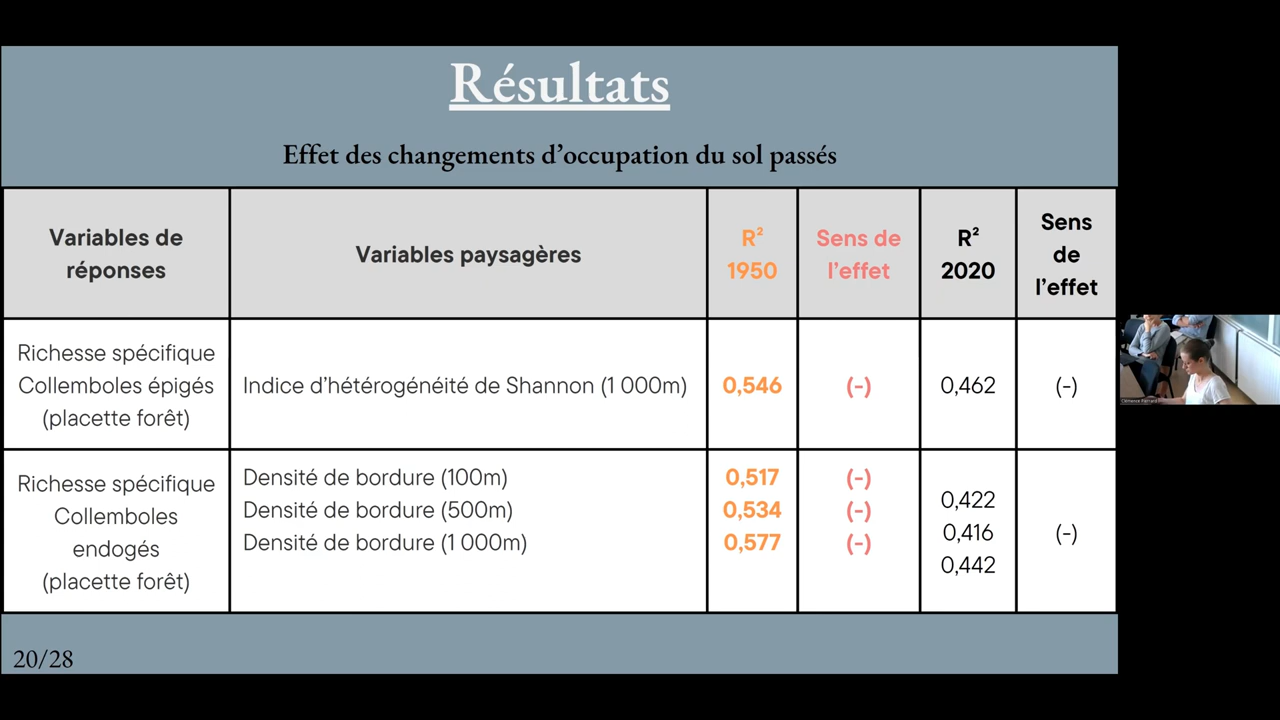 Résultats
Effet des changements d’occupation du sol passés
Variables de
réponses
Variables paysagères
R²
1950
Sens de
l’effet
R²
2020
Sens
de
l’effet
Richesse spécifique
Collemboles épigés
(placette forêt)
Indice d’hétérogénéité de Shannon (1 000m)
0,546
(-)
0,462
(-)
Richesse spécifique
Collemboles
endogés
(placette forêt)
Densité de bordure (100m)
Densité de bordure (500m)
Densité de bordure (1 000m)
0,517
0,534
0,577
(-)
(-)
(-)
0,422
0,416
0,442
(-)
20/28